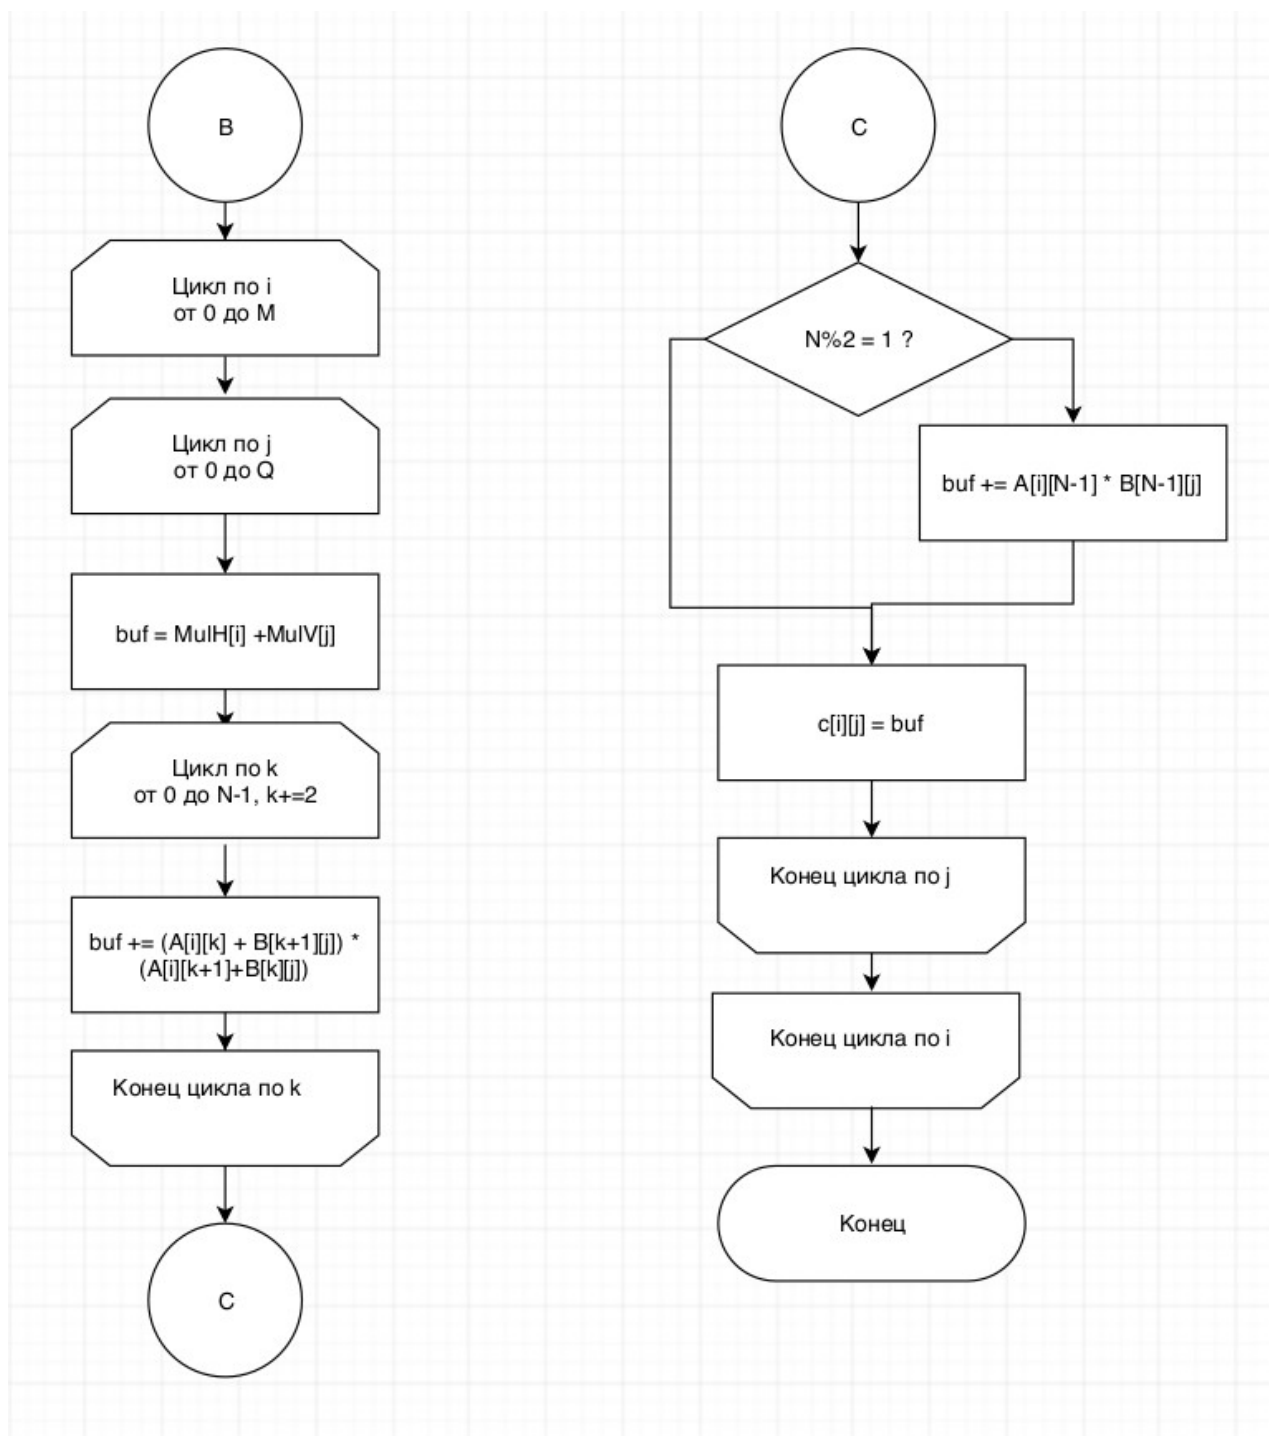 B
Цикл по i
от 0 до M
Цикл по j
от 0 до Q
buf = MulH[i] +MulV[j]
Цикл по k
от 0 до N-1, k+=2
buf += (A[i][k] + B[k+1][j]) *
(A[i][k+1]+B[k][j])
Конец цикла по k
C
C
N%2 = 1 ?
buf += A[i][N-1] * B[N-1][j]
c[i][j] = buf
Конец цикла по j
Конец цикла по i
Конец